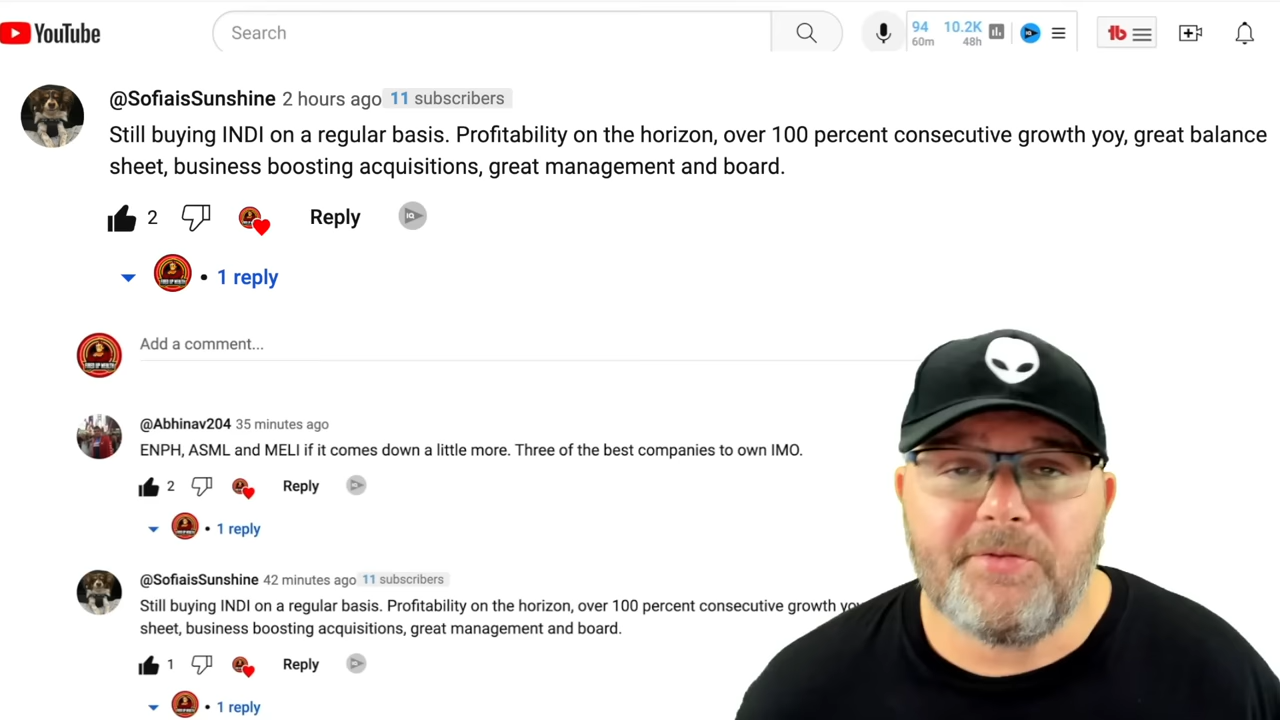 YouTube
Search
94 10.2K
60m 48h
@SofiaisSunshine 2 hours ago 11 subscribers
Still buying INDI on a regular basis. Profitability on the horizon, over 100 percent consecutive growth yoy, great balance
sheet, business boosting acquisitions, great management and board.
2 Reply IQ
• 1 reply
Add a comment...
@Abhinav204 35 minutes ago
ENPH, ASML and MELI if it comes down a little more. Three of the best companies to own IMO.
2 Reply
• 1 reply
@SofiaisSunshine 42 minutes ago 11 subscribers
Still buying INDI on a regular basis. Profitability on the horizon, over 100 percent consecutive growth yoy
sheet, business boosting acquisitions, great management and board.
1 Reply
• 1 reply